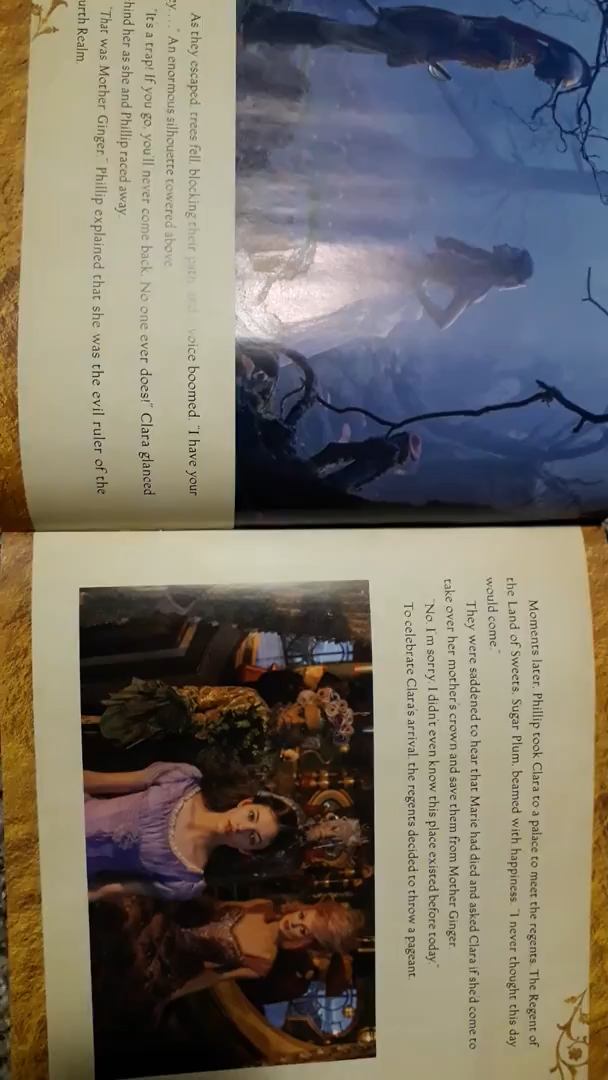 As they escaped, trees fell, blocking their path, and voice boomed. "I have your
y . . ." An enormous silhouette towered above.
"It's a trap! If you go, you'll never come back. No one ever does!" Clara glanced
hind her as she and Phillip raced away.
"That was Mother Ginger," Phillip explained that she was the evil ruler of the
urth Realm.
Moments later, Phillip took Clara to a palace to meet the regents. The Regent of
the Land of Sweets, Sugar Plum, beamed with happiness. "I never thought this day
would come."
They were saddened to hear that Marie had died and asked Clara if she'd come to
take over her mother's crown and save them from Mother Ginger.
"No. I'm sorry. I didn't even know this place existed before today."
To celebrate Clara's arrival, the regents decided to throw a pageant.